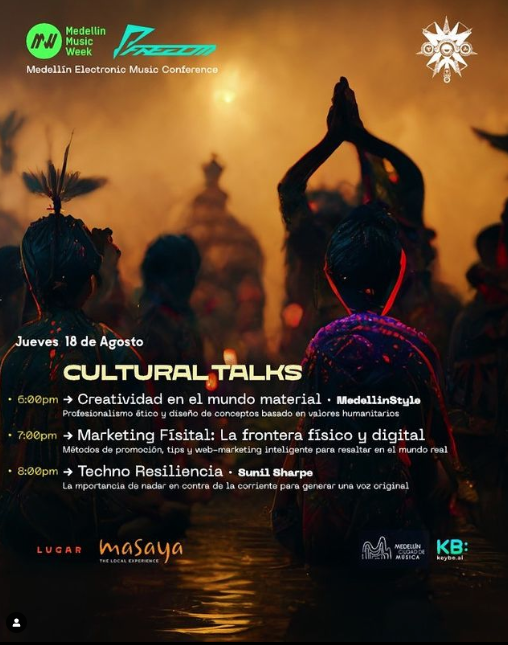 Medellín
Music
Week
FREEDOM
Medellín Electronic Music Conference
Jueves 18 de Agosto
CULTURAL TALKS
• 6:00pm → Creatividad en el mundo material • MedellinStyle
Profesionalismo ético y diseño de conceptos basado en valores humanitarios
• 7:00pm → Marketing Físital: La frontera físico y digital
Métodos de promoción, tips y web-marketing inteligente para resaltar en el mundo real
• 8:00pm → Techno Resiliencia • Sunil Sharpe
La mportancia de nadar en contra de la corriente para generar una voz original
LUGAR
masaya
THE LOCAL EXPERIENCE
MEDELLÍN
CIUDAD DE
MÚSICA
KB:
keybe.ai